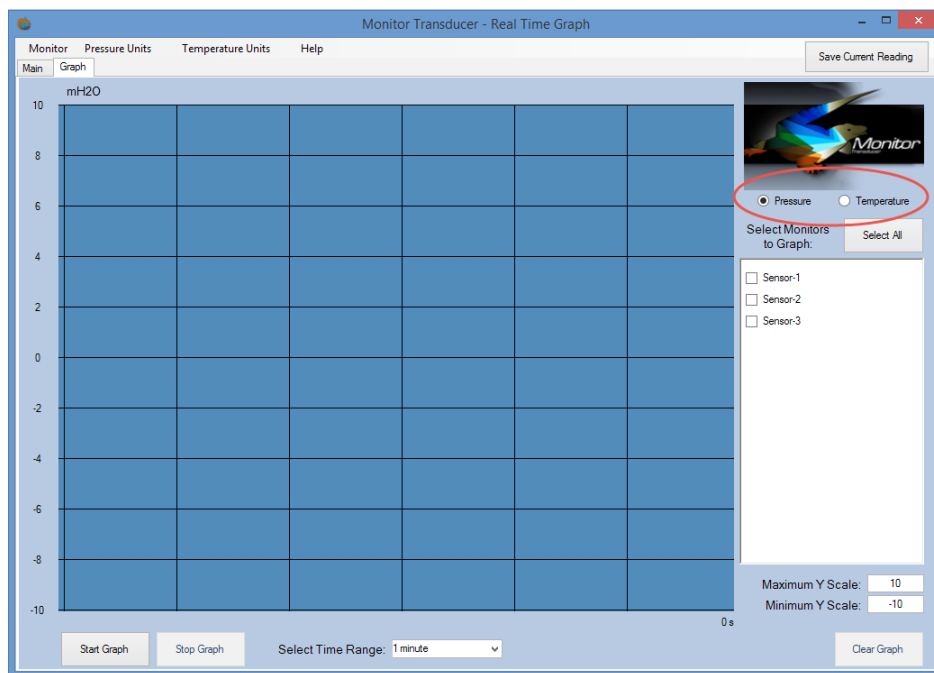 Monitor Transducer - Real Time Graph
Monitor Pressure Units Temperature Units Help
Save Current Reading
Main Graph
mH2O
10
8
6
4
2
0
-2
-4
-6
-8
-10
0 s
Monitor
Transducer
Pressure Temperature
Select Monitors
to Graph:
Select All
Sensor-1
Sensor-2
Sensor-3
Maximum Y Scale: 10
Minimum Y Scale: -10
Start Graph Stop Graph Select Time Range: 1 minute Clear Graph